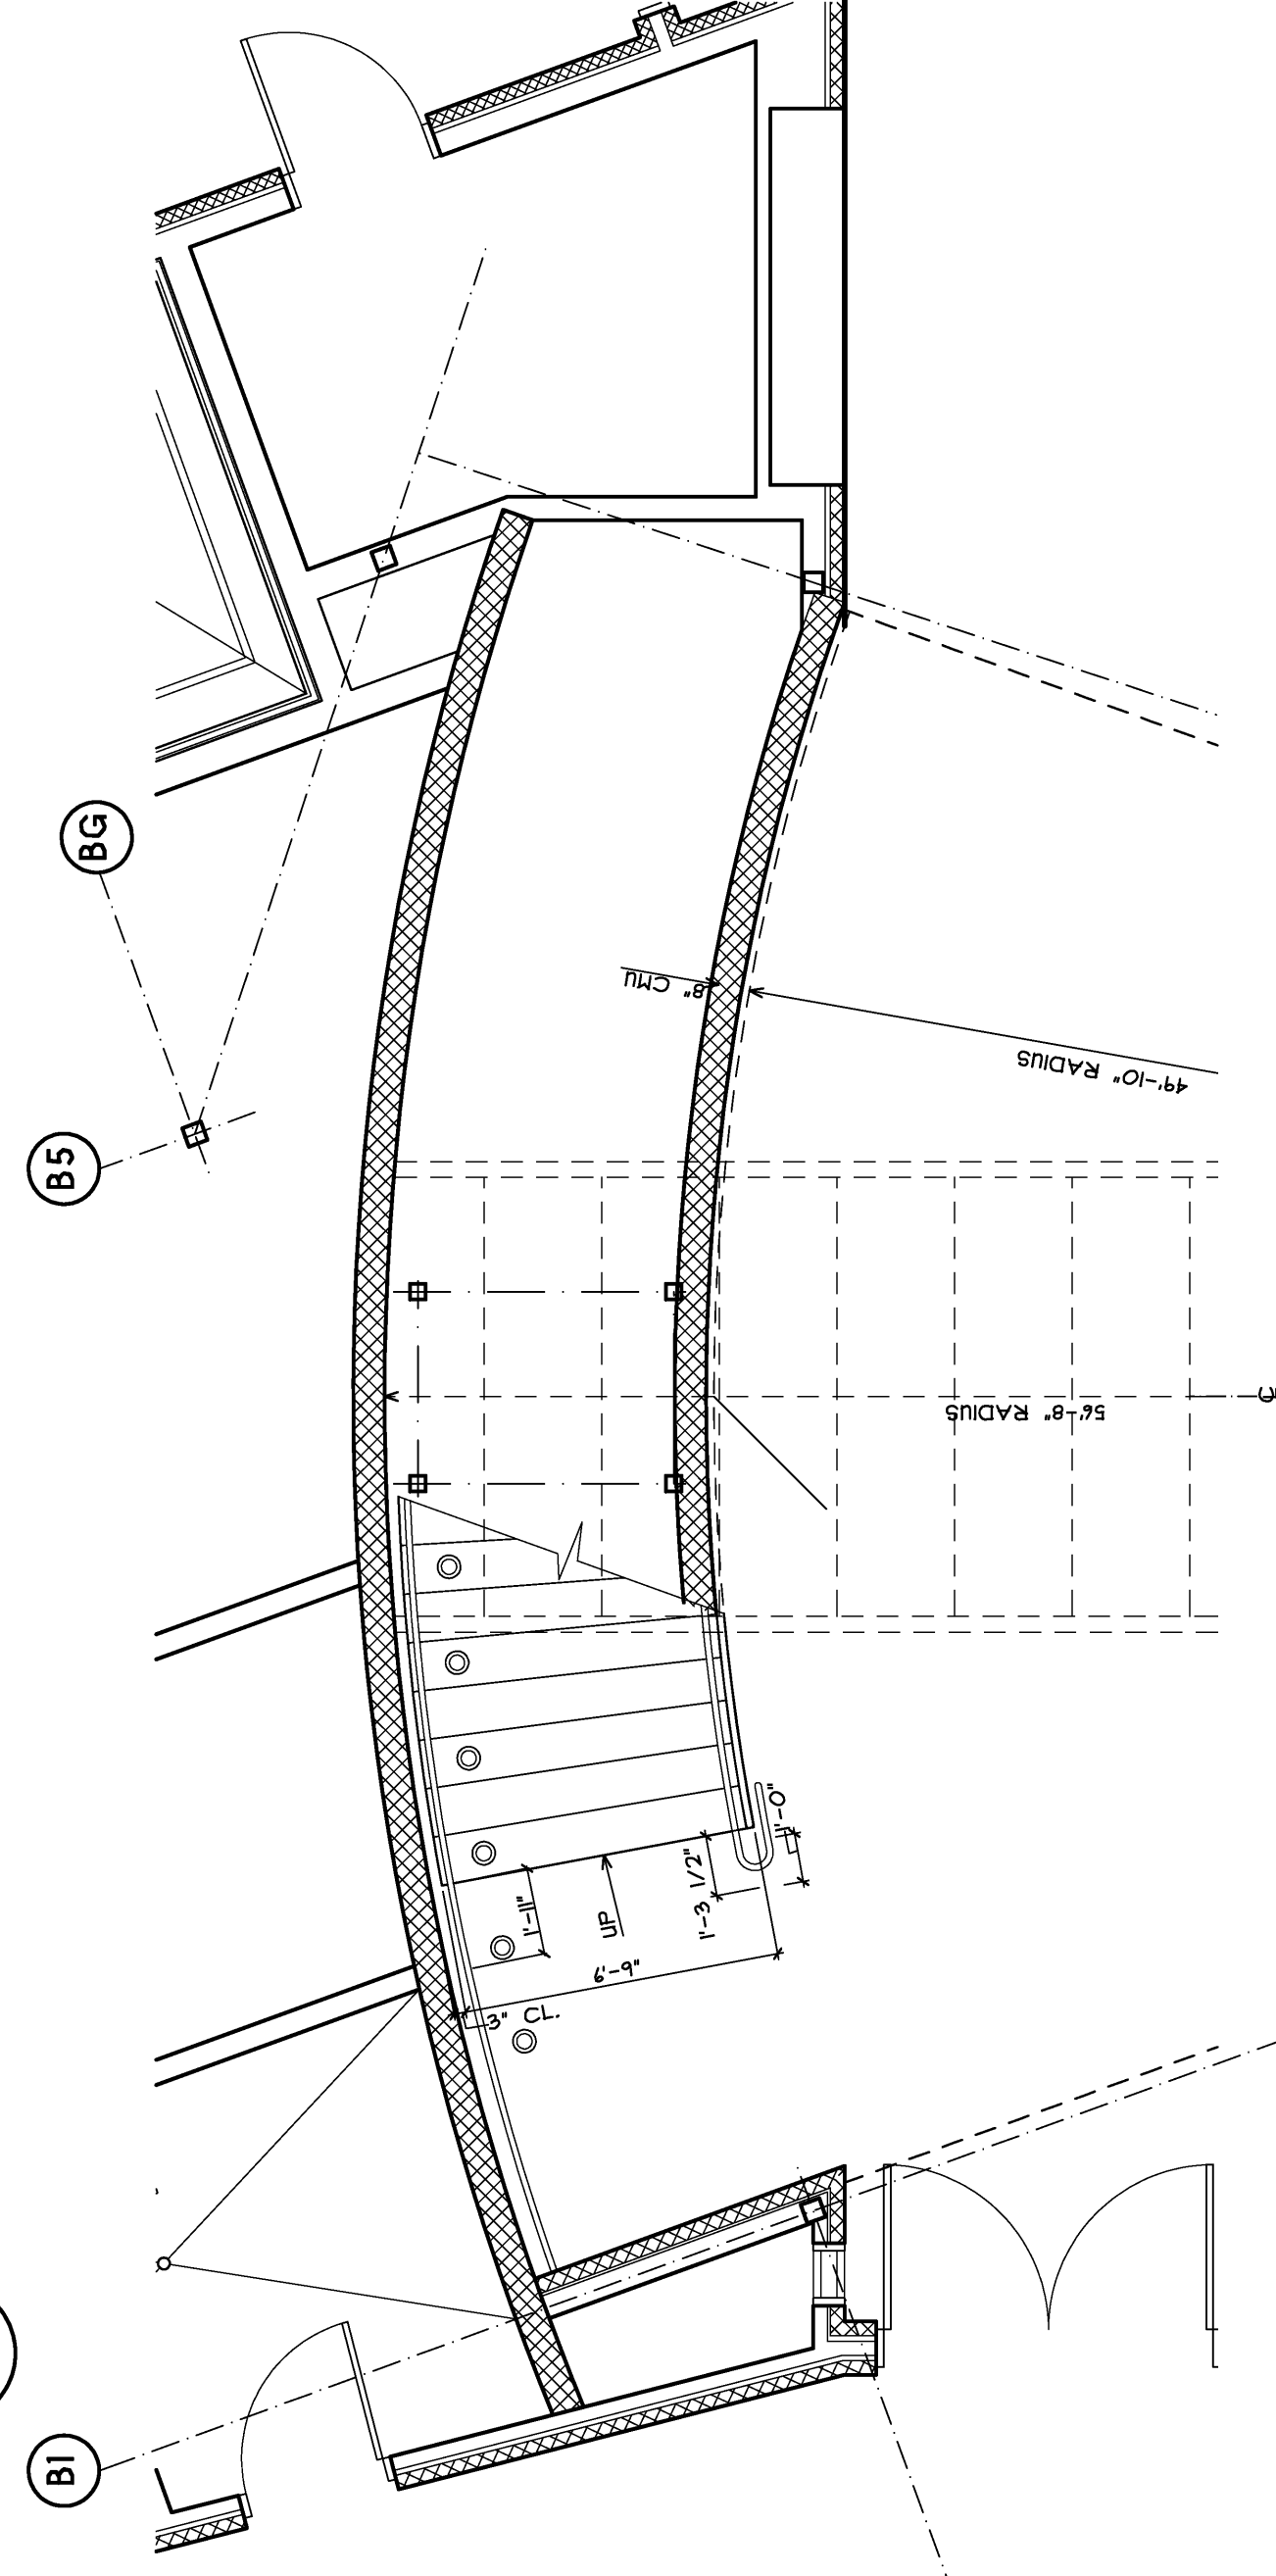 BG
B5
8" CMU
49'-10" RADIUS
56'-8" RADIUS
C
1'-0"
1'-3 1/2"
1'-11"
UP
6'-9"
3" CL.
B1